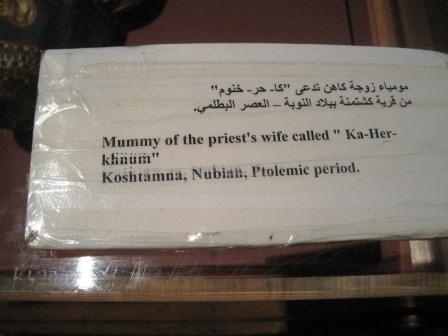 مومياء زوجة كاهن تدعى "كا- حر- خنوم"
من قرية كشتمنة ببلاد النوبة – العصر البطلمي.
Mummy of the priest's wife called " Ka-Her-
khnum"
Koshtamna, Nubian, Ptolemic period.